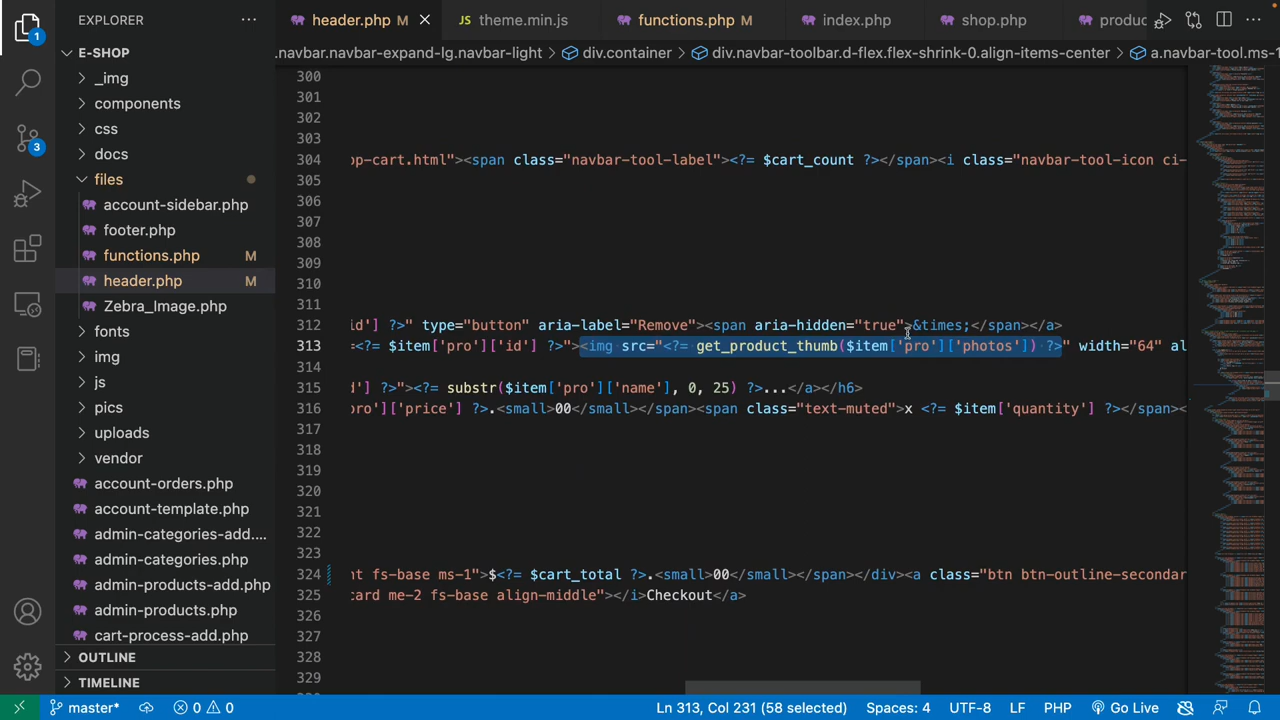 EXPLORER
header.php M
JS theme.min.js
functions.php M
index.php
shop.php
produc
1
E-SHOP
.navbar.navbar-expand-lg.navbar-light > div.container > div.navbar-toolbar.d-flex.flex-shrink-0.align-items-center > a.navbar-tool.ms-1
_img
components
css
docs
files
account-sidebar.php
footer.php
functions.php M
header.php M
Zebra_Image.php
fonts
img
js
pics
uploads
vendor
account-orders.php
account-template.php
admin-categories-add....
admin-categories.php
admin-products-add.php
admin-products.php
cart-process-add.php
OUTLINE
TIMELINE
3
300
301
302
303
304 op-cart.html"><span class="navbar-tool-label"><?= $cart_count ?></span><i class="navbar-tool-icon ci-
305
306
307
308
309
310
311
312 id'] ?>" type="button" aria-label="Remove"><span aria-hidden="true">&times;</span></a>
313 <?= $item['pro']['id'] ?>"><img src="<?= get_product_thumb($item['pro']['photos']) ?>" width="64" al
314
315 d'] ?>"><?= substr($item['pro']['name'], 0, 25) ?>...</a></h6>
316 pro']['price'] ?>.<small>00</small></span><span class="text-muted">x <?= $item['quantity'] ?></span><
317
318
319
320
321
322
323
324 nt fs-base ms-1">$<?= $cart_total ?>.<small>00</small></span></div><a class="btn btn-outline-secondar
325 card me-2 fs-base align-middle"></i>Checkout</a>
326
327
328
329
master
0 0
Ln 313, Col 231 (58 selected)
Spaces: 4
UTF-8
LF
PHP
Go Live